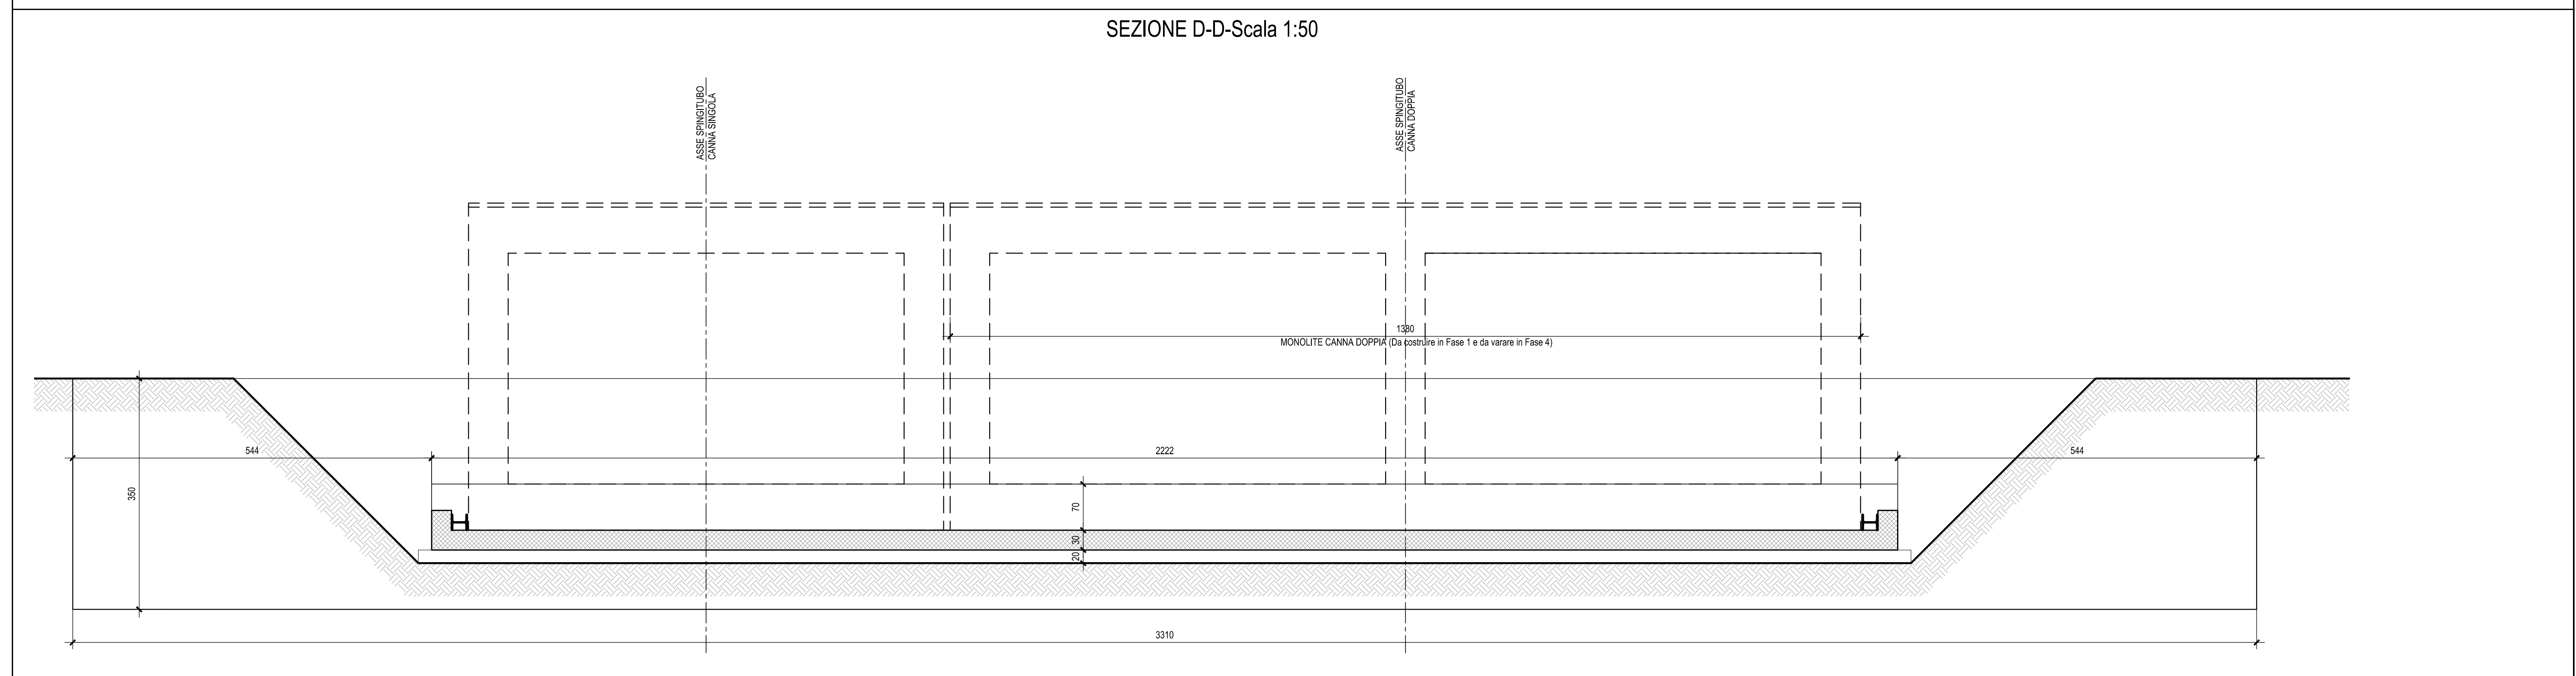 SEZIONE D-D-Scala 1:50
ASSE SPINGITUBO
CANNA SINGOLA
ASSE SPINGITUBO
CANNA DOPPIA
1380
MONOLITE CANNA DOPPIA (Da costruire in Fase 1 e da varare in Fase 4)
544
2222
544
350
70
30
20
3310